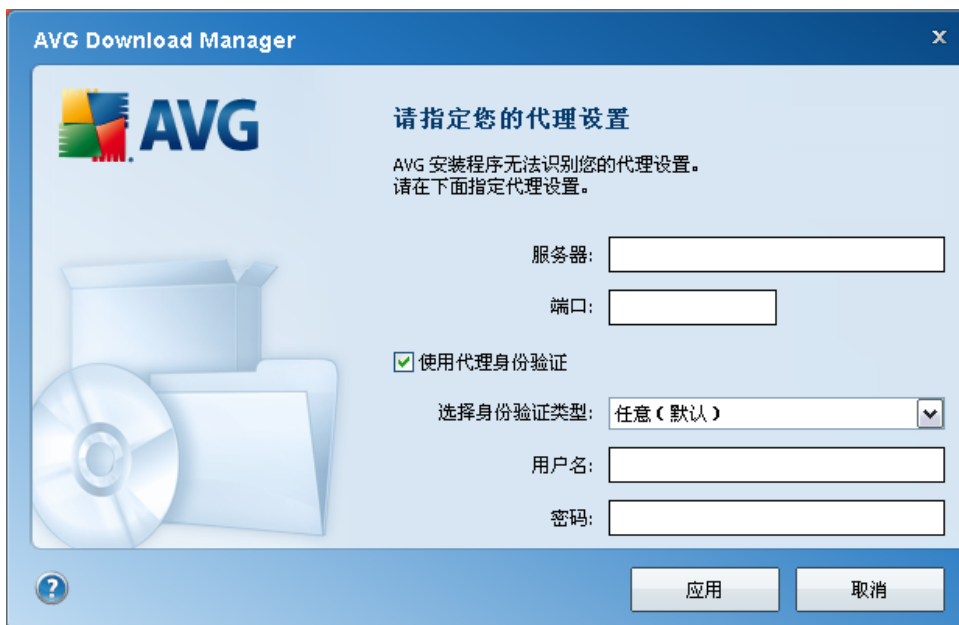 AVG Download Manager
x
AVG
请指定您的代理设置
AVG 安装程序无法识别您的代理设置。
请在下面指定代理设置。
服务器:
端口:
使用代理身份验证
选择身份验证类型: 任意(默认)
用户名:
密码:
?
应用 取消